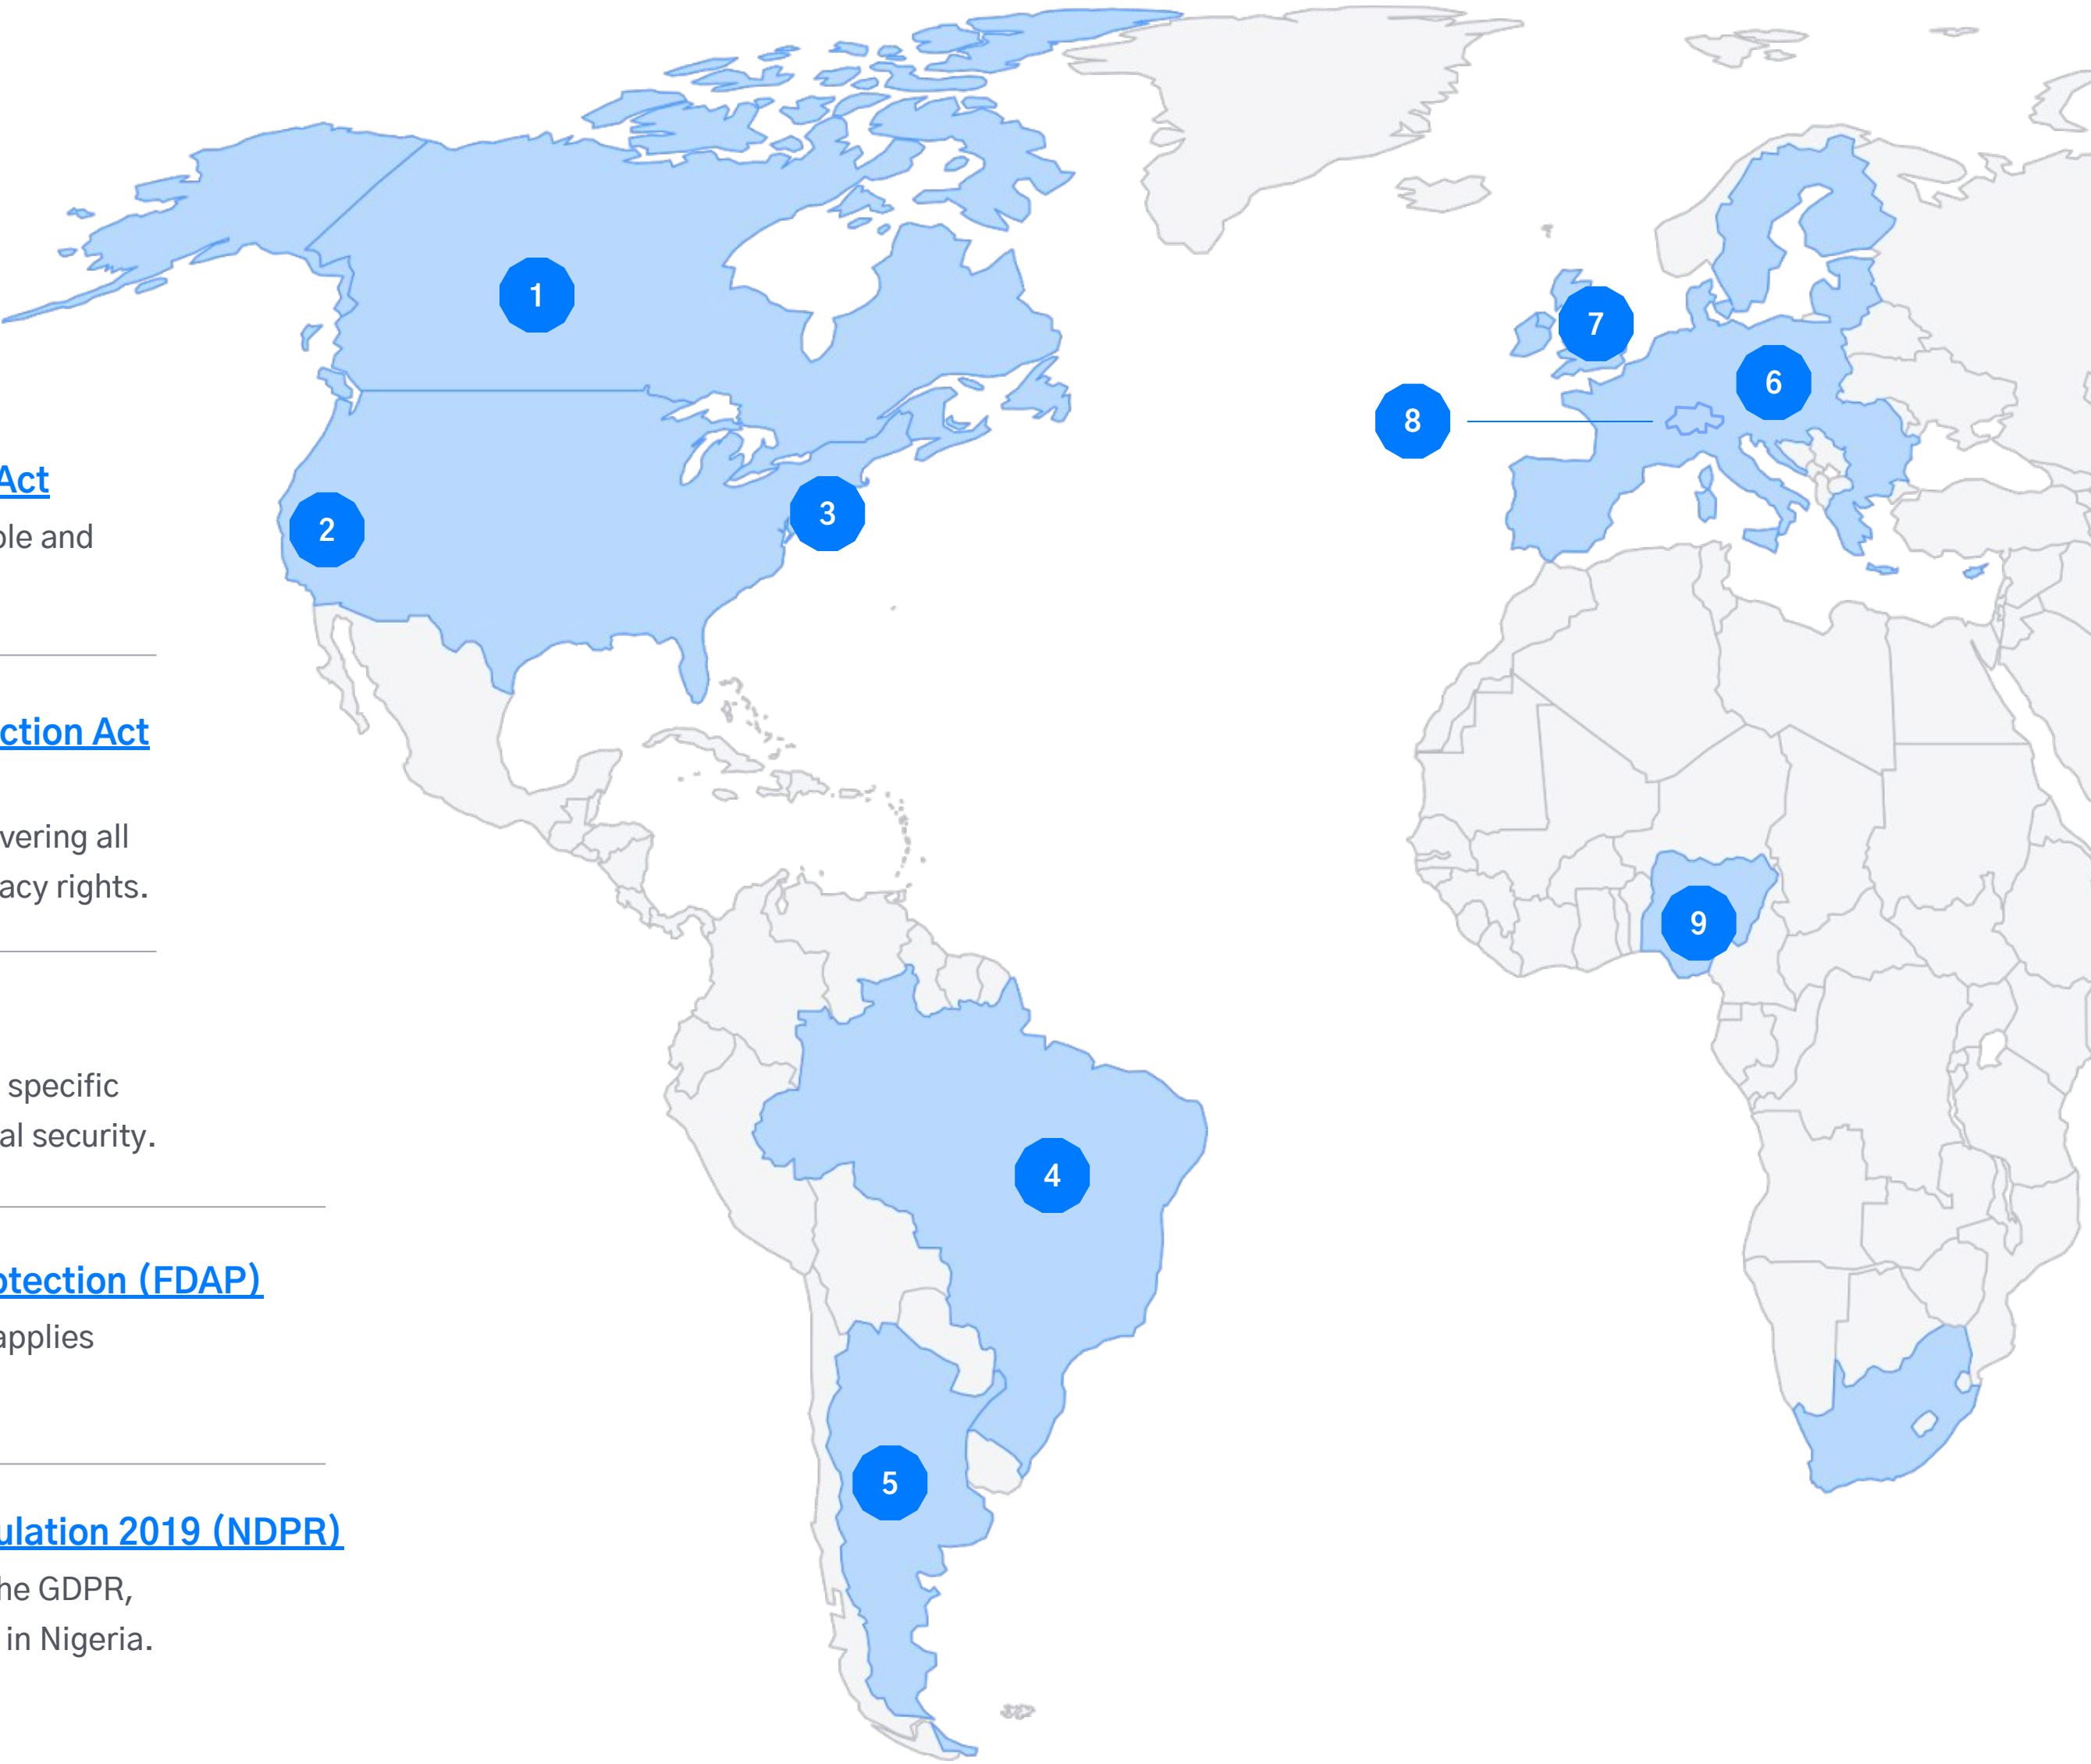 Act
ble and
ction Act
vering all
acy rights.
specific
al security.
otection (FDAP)
applies
ulation 2019 (NDPR)
he GDPR,
in Nigeria.
1
2
3
4
5
6
7
8
9